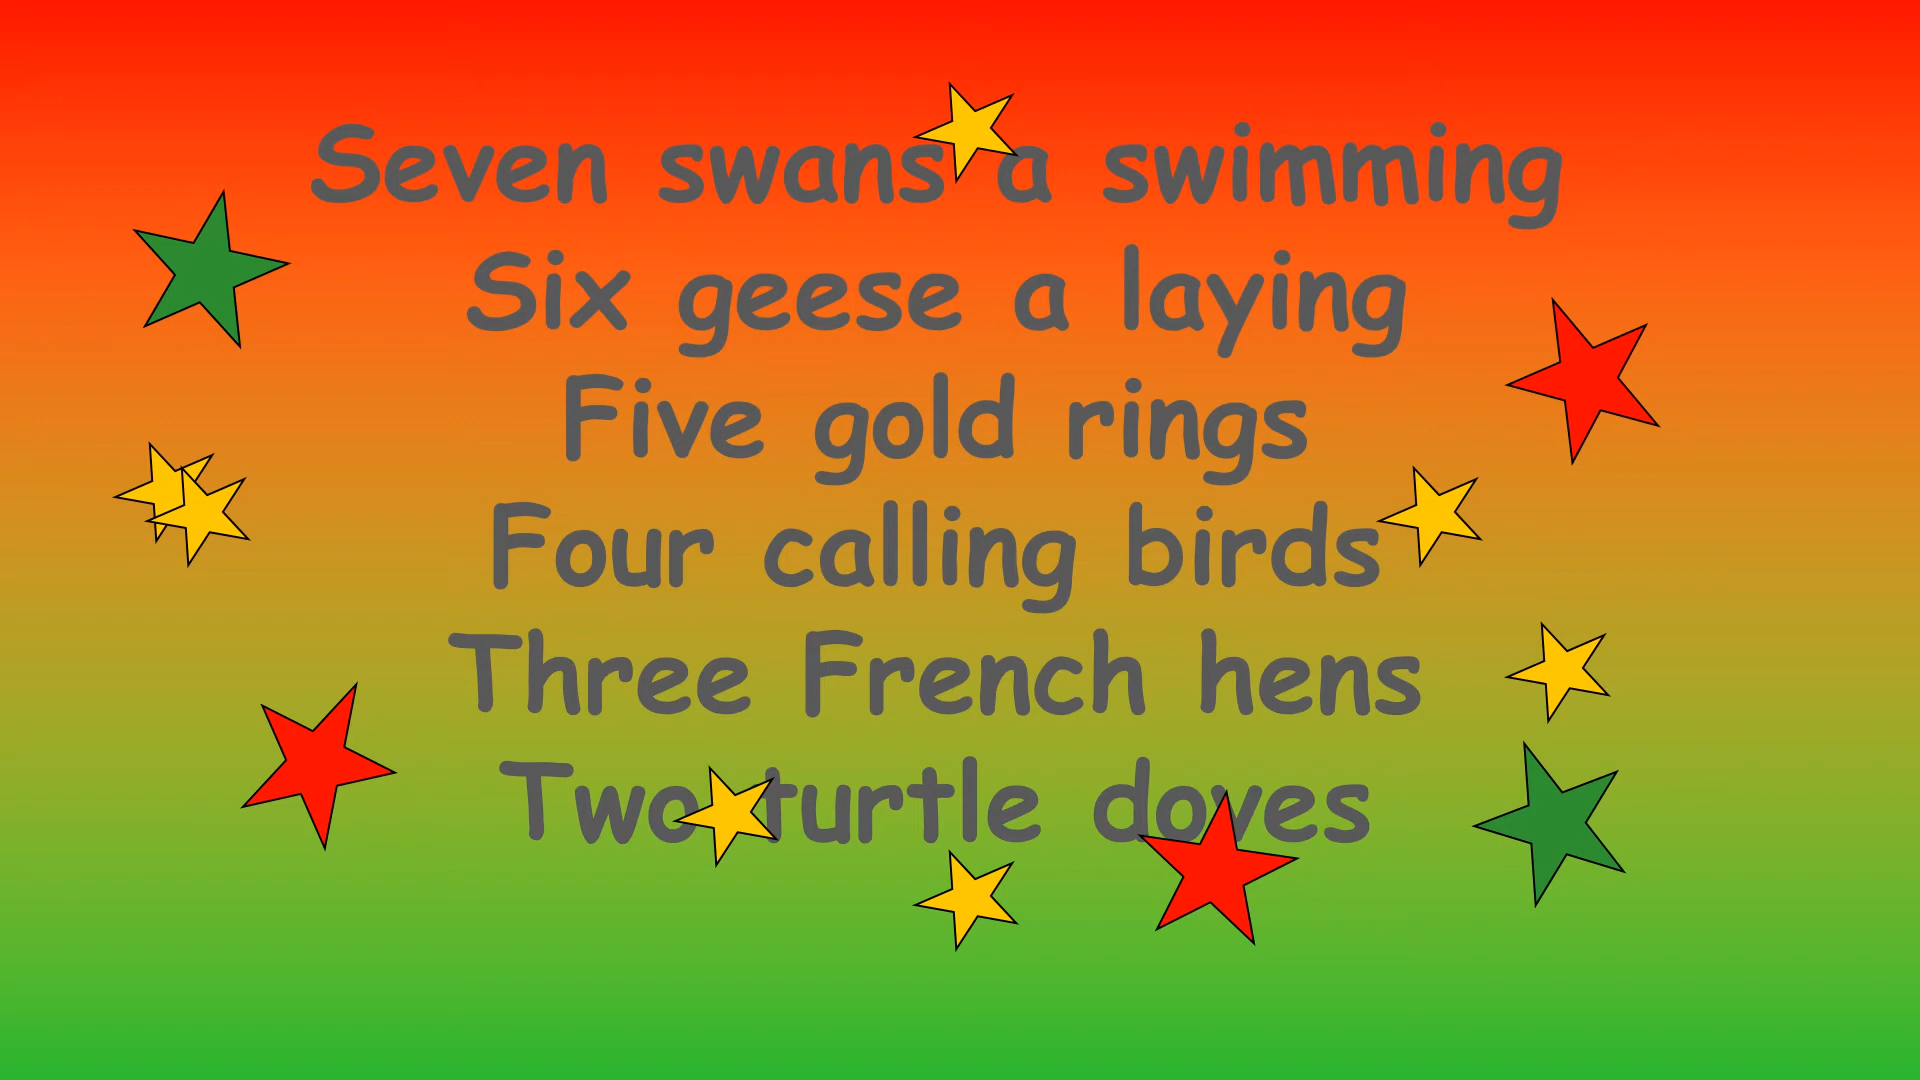 Seven swans a swimming
Six geese a laying
Five gold rings
Four calling birds
Three French hens
Two turtle doves